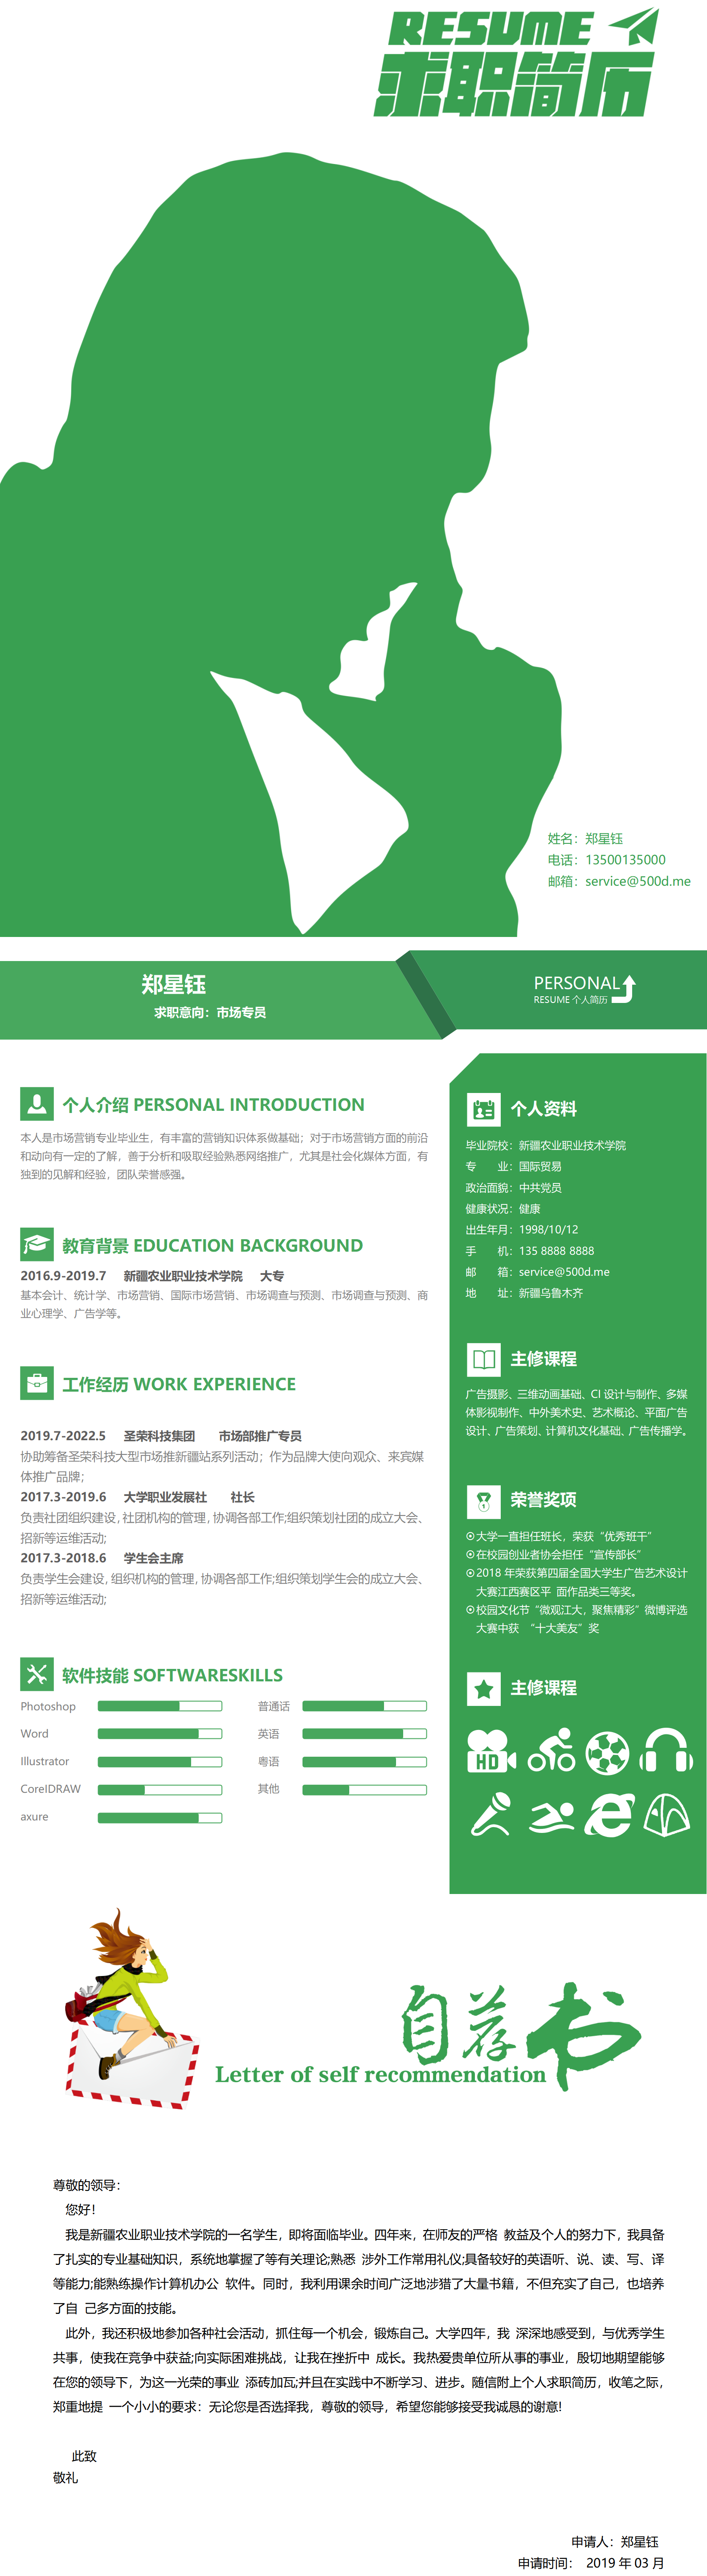 RESUME
求职简历
姓名：郑星钰
电话：13500135000
邮箱：service@500d.me
郑星钰
求职意向：市场专员
PERSONAL
RESUME 个人简历
个人介绍 PERSONAL INTRODUCTION
本人是市场营销专业毕业生，有丰富的营销知识体系做基础；对于市场营销方面的前沿
和动向有一定的了解，善于分析和吸取经验熟悉网络推广，尤其是社会化媒体方面，有
独到的见解和经验，团队荣誉感强。
教育背景 EDUCATION BACKGROUND
2016.9-2019.7 新疆农业职业技术学院 大专
基本会计、统计学、市场营销、国际市场营销、市场调查与预测、市场调查与预测、商
业心理学、广告学等。
工作经历 WORK EXPERIENCE
2019.7-2022.5 圣荣科技集团 市场部推广专员
协助筹备圣荣科技大型市场推新疆站系列活动；作为品牌大使向观众、来宾媒
体推广品牌；
2017.3-2019.6 大学职业发展社 社长
负责社团组织建设,社团机构的管理,协调各部工作;组织策划社团的成立大会、
招新等运维活动;
2017.3-2018.6 学生会主席
负责学生会建设,组织机构的管理,协调各部工作;组织策划学生会的成立大会、
招新等运维活动;
软件技能 SOFTWARESKILLS
Photoshop
Word
Illustrator
CorelDRAW
axure
普通话
英语
粤语
其他
个人资料
毕业院校：新疆农业职业技术学院
专 业：国际贸易
政治面貌：中共党员
健康状况：健康
出生年月：1998/10/12
手 机：135 8888 8888
邮 箱：service@500d.me
地 址：新疆乌鲁木齐
主修课程
广告摄影、三维动画基础、CI 设计与制作、多媒
体影视制作、中外美术史、艺术概论、平面广告
设计、广告策划、计算机文化基础、广告传播学。
1
荣誉奖项
⊙大学一直担任班长，荣获“优秀班干”
⊙在校园创业者协会担任“宣传部长”
⊙2018 年荣获第四届全国大学生广告艺术设计
大赛江西赛区平 面作品类三等奖。
⊙校园文化节“微观江大，聚焦精彩”微博评选
大赛中获 “十大美友”奖
主修课程
HD
自荐书
Letter of self recommendation
尊敬的领导：
您好！
我是新疆农业职业技术学院的一名学生，即将面临毕业。四年来，在师友的严格 教益及个人的努力下，我具备
了扎实的专业基础知识，系统地掌握了等有关理论;熟悉 涉外工作常用礼仪;具备较好的英语听、说、读、写、译
等能力;能熟练操作计算机办公 软件。同时，我利用课余时间广泛地涉猎了大量书籍，不但充实了自己，也培养
了自 己多方面的技能。
此外，我还积极地参加各种社会活动，抓住每一个机会，锻炼自己。大学四年，我 深深地感受到，与优秀学生
共事，使我在竞争中获益;向实际困难挑战，让我在挫折中 成长。我热爱贵单位所从事的事业，殷切地期望能够
在您的领导下，为这一光荣的事业 添砖加瓦;并且在实践中不断学习、进步。随信附上个人求职简历，收笔之际，
郑重地提 一个小小的要求：无论您是否选择我，尊敬的领导，希望您能够接受我诚恳的谢意!
此致
敬礼
申请人：郑星钰
申请时间： 2019 年 03 月